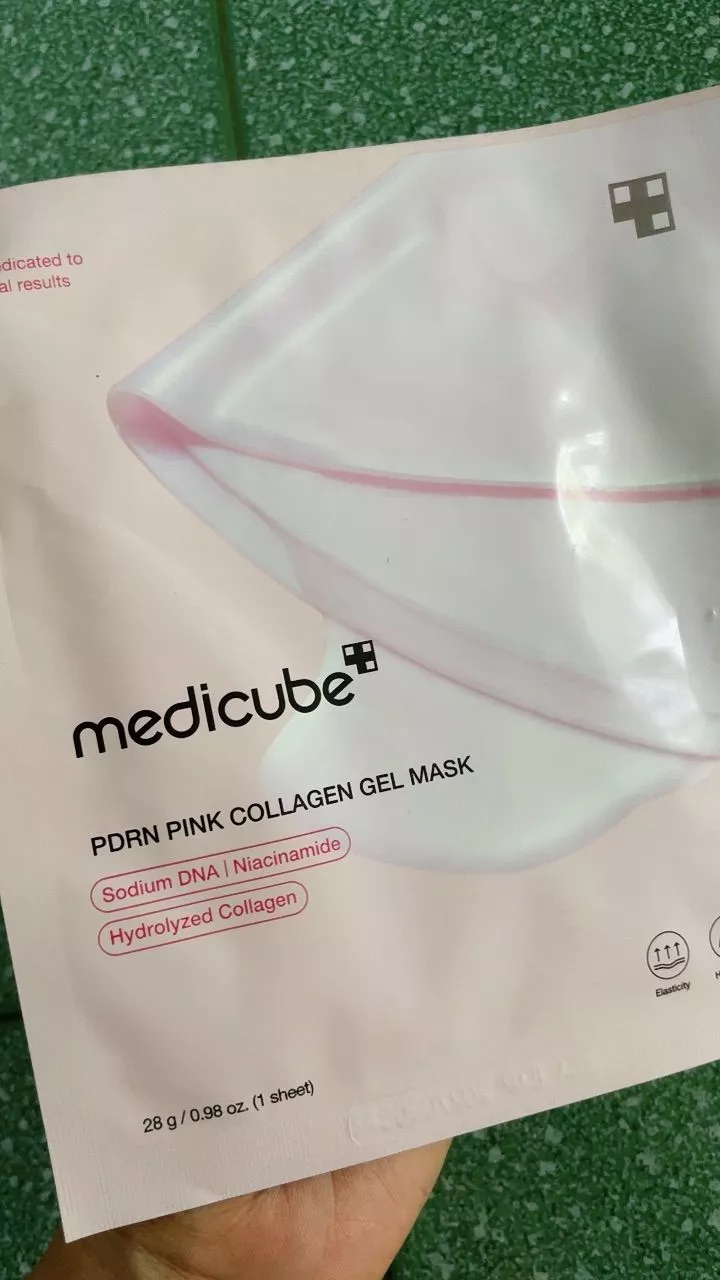 dicated to
al results
medicube
PDRN PINK COLLAGEN GEL MASK
Sodium DNA | Niacinamide
Hydrolyzed Collagen
Elasticity
28 g / 0.98 oz. (1 sheet)